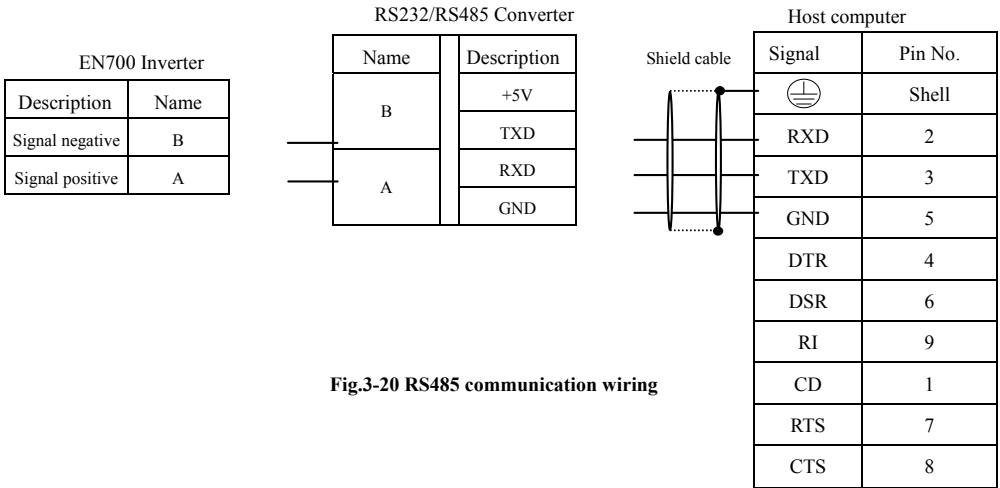 RS232/RS485 Converter
Host computer
EN700 Inverter
Shield cable
Description Name
Signal negative B
Signal positive A
Name Description
B
+5V
TXD
A
RXD
GND
Signal Pin No.
Shell
RXD 2
TXD 3
GND 5
DTR 4
DSR 6
RI 9
CD 1
RTS 7
CTS 8
Fig.3-20 RS485 communication wiring